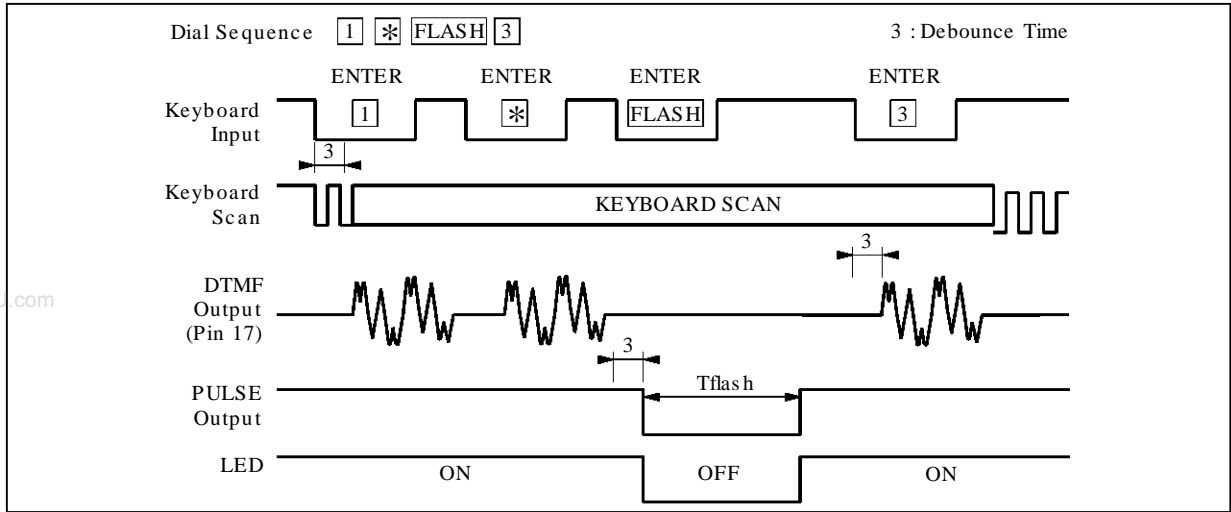 Dial Sequence 1 * FLASH 3
3 : Debounce Time
ENTER ENTER ENTER ENTER
Keyboard
Input
1 * FLASH 3
3
Keyboard
Scan
KEYBOARD SCAN
3
DTMF
Output
(Pin 17)
3
PULSE
Output
Tflash
LED
ON OFF ON